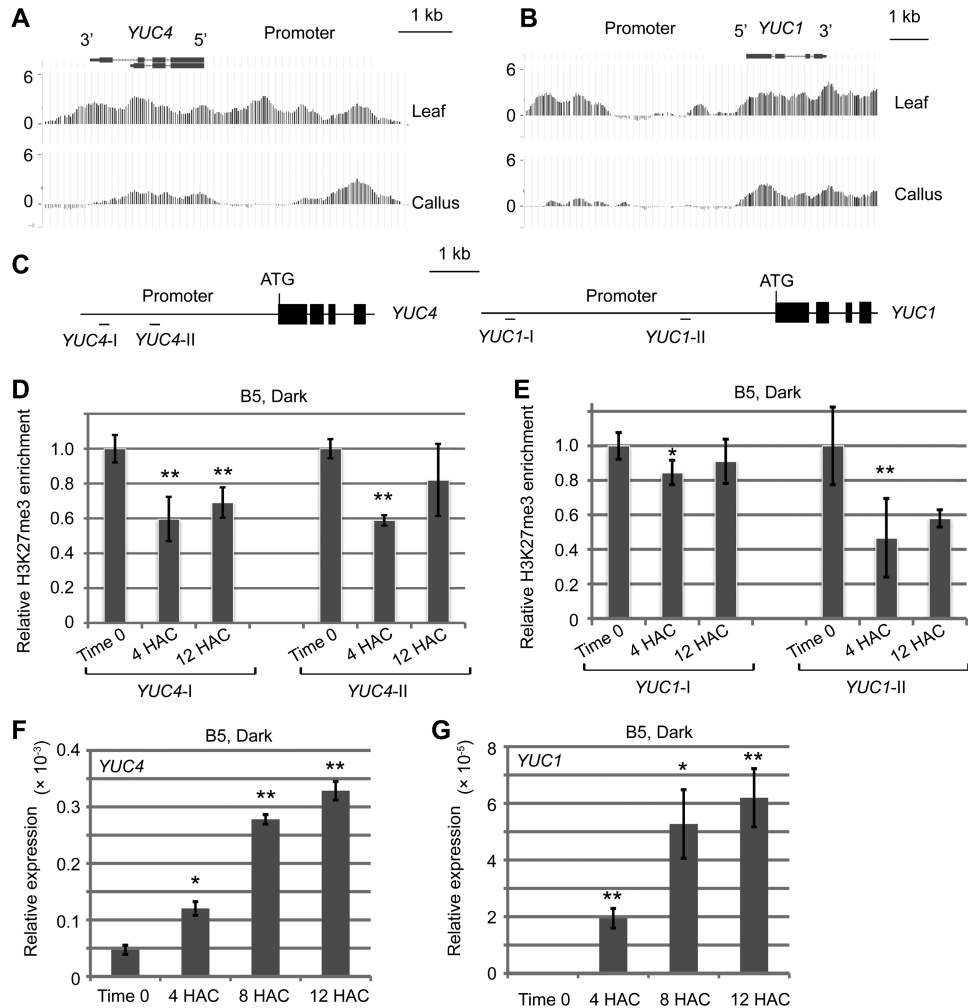 A
3’
YUC4
5’
Promoter
1 kb
6
0
Leaf
6
0
Callus
B
Promoter
5’
YUC1
3’
1 kb
6
0
Leaf
6
0
Callus
C
1 kb
Promoter
ATG
YUC4
YUC4-I
YUC4-II
Promoter
ATG
YUC1
YUC1-I
YUC1-II
D
B5, Dark
Relative H3K27me3 enrichment
1.0
0.8
0.6
0.4
0.2
0
**
**
**
Time 0
4 HAC
12 HAC
Time 0
4 HAC
12 HAC
YUC4-I
YUC4-II
E
B5, Dark
Relative H3K27me3 enrichment
1.0
0.8
0.6
0.4
0.2
0
*
**
Time 0
4 HAC
12 HAC
Time 0
4 HAC
12 HAC
YUC1-I
YUC1-II
F
B5, Dark
Relative expression (× 10-3)
YUC4
0.4
0.3
0.2
0.1
0
*
**
**
Time 0
4 HAC
8 HAC
12 HAC
G
B5, Dark
Relative expression (× 10-5)
YUC1
8
6
4
2
0
**
*
**
Time 0
4 HAC
8 HAC
12 HAC